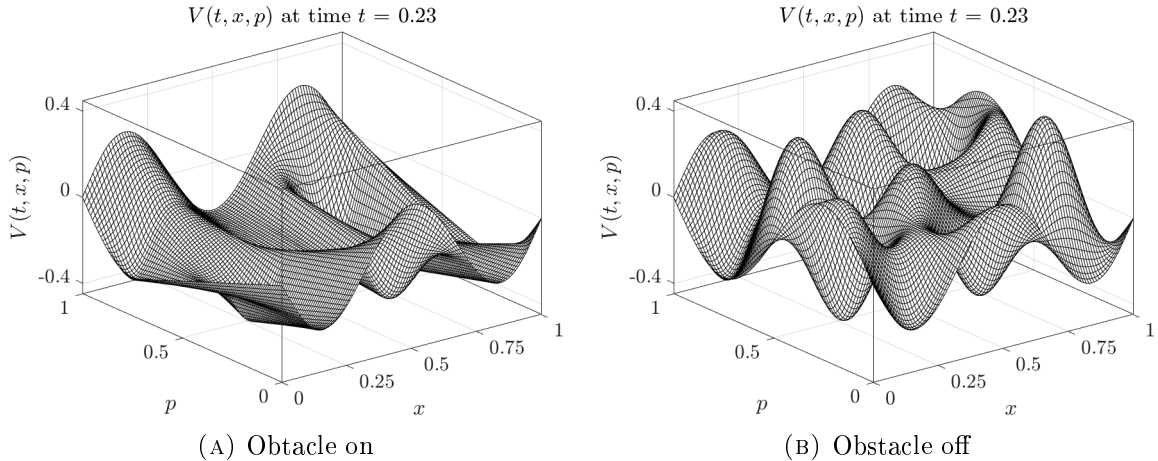 V(t, x, p) at time t = 0.23
0.4
0
-0.4
V(t, x, p)
1
0.5
0
p
0
0.25
0.5
0.75
1
x
(A) Obtacle on
V(t, x, p) at time t = 0.23
0.4
0
-0.4
V(t, x, p)
1
0.5
0
p
0
0.25
0.5
0.75
1
x
(B) Obstacle off